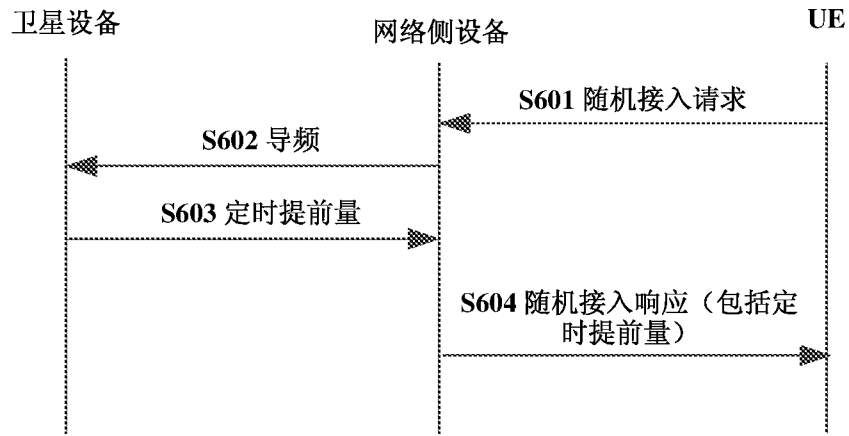 卫星设备
网络侧设备
UE
S601 随机接入请求
S602 导频
S603 定时提前量
S604 随机接入响应（包括定
时提前量）